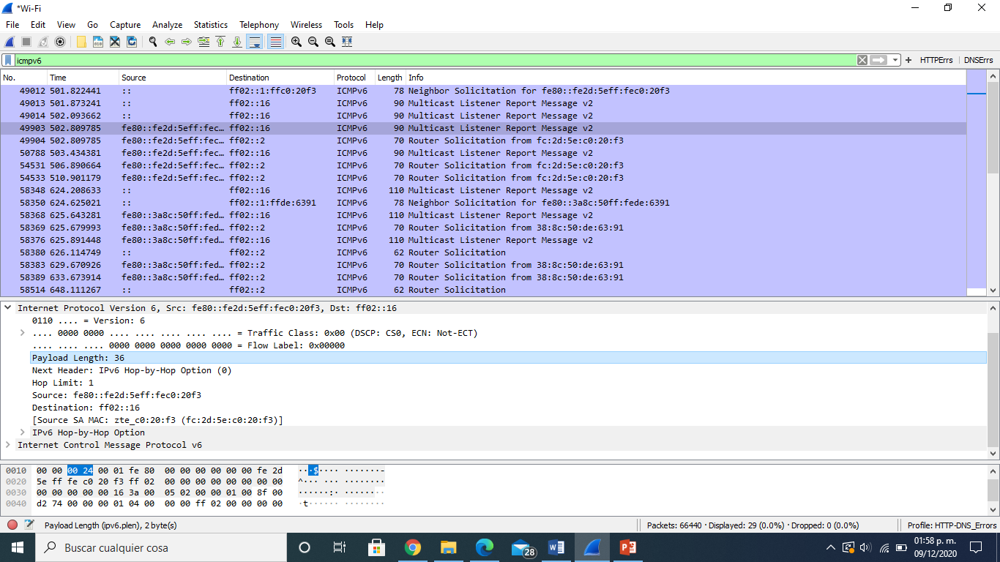 *Wi-Fi
File Edit View Go Capture Analyze Statistics Telephony Wireless Tools Help
icmpv6 HTTPErrs DNSErrs
No. Time Source Destination Protocol Length Info
49012 501.822441 :: ff02::1:ffc0:20f3 ICMPv6 78 Neighbor Solicitation for fe80::fe2d:5eff:fec0:20f3
49013 501.873241 :: ff02::16 ICMPv6 90 Multicast Listener Report Message v2
49014 502.093662 :: ff02::16 ICMPv6 90 Multicast Listener Report Message v2
49903 502.809785 fe80::fe2d:5eff:fec… ff02::16 ICMPv6 90 Multicast Listener Report Message v2
49904 502.809785 fe80::fe2d:5eff:fec… ff02::2 ICMPv6 70 Router Solicitation from fc:2d:5e:c0:20:f3
50788 503.434381 fe80::fe2d:5eff:fec… ff02::16 ICMPv6 90 Multicast Listener Report Message v2
54531 506.890664 fe80::fe2d:5eff:fec… ff02::2 ICMPv6 70 Router Solicitation from fc:2d:5e:c0:20:f3
54533 510.901179 fe80::fe2d:5eff:fec… ff02::2 ICMPv6 70 Router Solicitation from fc:2d:5e:c0:20:f3
58348 624.208633 :: ff02::16 ICMPv6 110 Multicast Listener Report Message v2
58350 624.625021 :: ff02::1:ffde:6391 ICMPv6 78 Neighbor Solicitation for fe80::3a8c:50ff:fede:6391
58368 625.643281 fe80::3a8c:50ff:fed… ff02::16 ICMPv6 110 Multicast Listener Report Message v2
58369 625.679993 fe80::3a8c:50ff:fed… ff02::2 ICMPv6 70 Router Solicitation from 38:8c:50:de:63:91
58376 625.891448 fe80::3a8c:50ff:fed… ff02::16 ICMPv6 110 Multicast Listener Report Message v2
58380 626.114749 :: ff02::2 ICMPv6 62 Router Solicitation
58383 629.670926 fe80::3a8c:50ff:fed… ff02::2 ICMPv6 70 Router Solicitation from 38:8c:50:de:63:91
58389 633.673914 fe80::3a8c:50ff:fed… ff02::2 ICMPv6 70 Router Solicitation from 38:8c:50:de:63:91
58514 648.111267 :: ff02::2 ICMPv6 62 Router Solicitation
Internet Protocol Version 6, Src: fe80::fe2d:5eff:fec0:20f3, Dst: ff02::16
0110 .... = Version: 6
.... 0000 0000 .... .... .... .... .... = Traffic Class: 0x00 (DSCP: CS0, ECN: Not-ECT)
.... .... .... 0000 0000 0000 0000 0000 = Flow Label: 0x00000
Payload Length: 36
Next Header: IPv6 Hop-by-Hop Option (0)
Hop Limit: 1
Source: fe80::fe2d:5eff:fec0:20f3
Destination: ff02::16
[Source SA MAC: zte_c0:20:f3 (fc:2d:5e:c0:20:f3)]
IPv6 Hop-by-Hop Option
Internet Control Message Protocol v6
0010 00 00 00 24 00 01 fe 80 00 00 00 00 00 00 fe 2d ···$···· ·······-
0020 5e ff fe c0 20 f3 ff 02 00 00 00 00 00 00 00 00 ^··· ··· ········
0030 00 00 00 00 00 16 3a 00 05 02 00 00 01 00 8f 00 ······:· ········
0040 d2 74 00 00 00 01 04 00 00 00 ff 02 00 00 00 00 ·t······ ········
Payload Length (ipv6.plen), 2 byte(s) Packets: 66440 · Displayed: 29 (0.0%) · Dropped: 0 (0.0%) Profile: HTTP-DNS_Errors
Buscar cualquier cosa 28 01:58 p. m.
09/12/2020